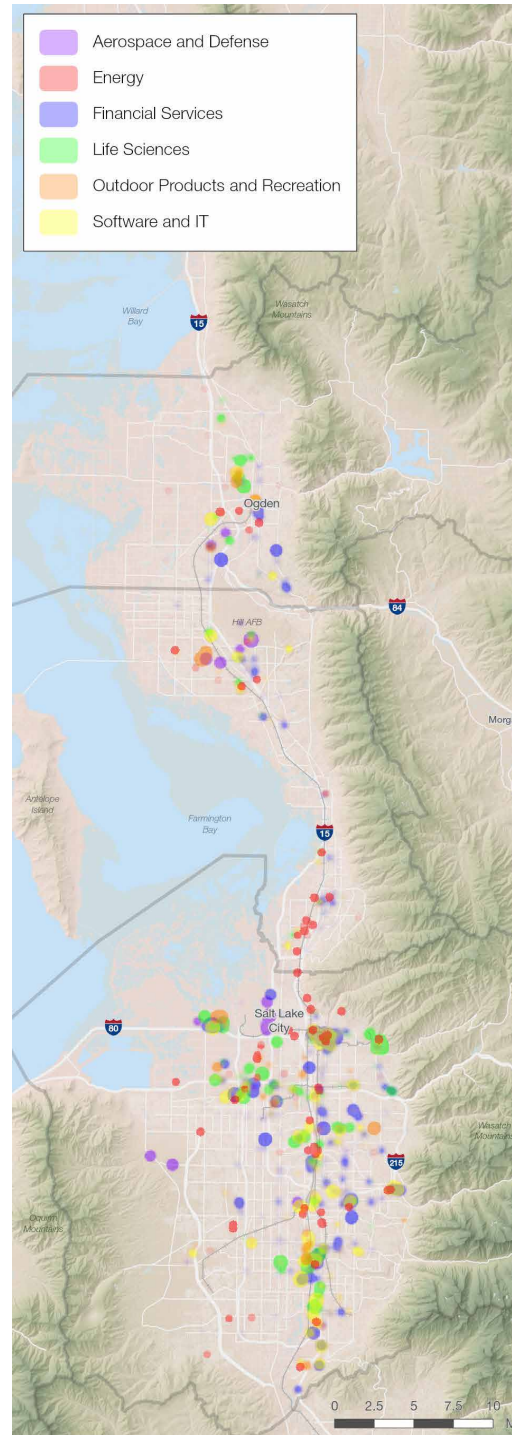 Aerospace and Defense
Energy
Financial Services
Life Sciences
Outdoor Products and Recreation
Software and IT
Willard
Bay
Wasatch
Mountains
15
Ogden
84
Hill AFB
Morg
Antelope
Island
Farmington
Bay
15
Salt Lake
City
80
Wasatch
Mountains
215
Oquirrh
Mountains
0 2.5 5 7.5 10
M